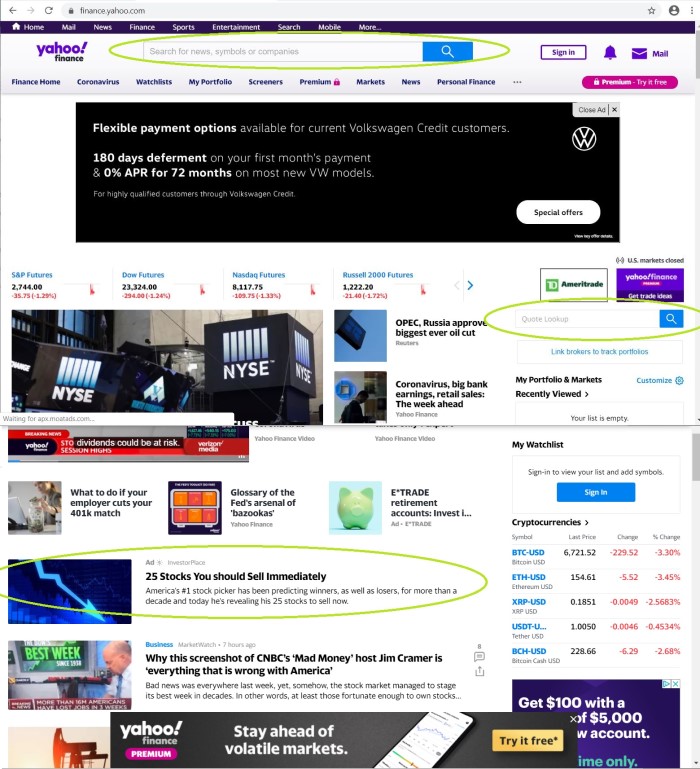 finance.yahoo.com
Home Mail News Finance Sports Entertainment Search Mobile More...
yahoo!
finance
Search for news, symbols or companies
Sign in
Mail
Finance Home Coronavirus Watchlists My Portfolio Screeners Premium Markets News Personal Finance ...
Premium - Try it free
Close Ad X
Flexible payment options available for current Volkswagen Credit customers.
180 days deferment on your first month's payment
& 0% APR for 72 months on most new VW models.
For highly qualified customers through Volkswagen Credit.
Special offers
View key offer details.
U.S. markets closed
S&P Futures
2,744.00
-35.75 (-1.29%)
Dow Futures
23,324.00
-294.00 (-1.24%)
Nasdaq Futures
8,117.75
-109.75 (-1.33%)
Russell 2000 Futures
1,222.20
-21.40 (-1.72%)
TD Ameritrade
yahoo!finance
PREMIUM
Get trade ideas
Quote Lookup
Link brokers to track portfolios
My Portfolio & Markets
Customize
Recently Viewed >
Your list is empty.
NYSE
NYSE
OPEC, Russia approve
biggest ever oil cut
Reuters
Coronavirus, big bank
earnings, retail sales:
The week ahead
Yahoo Finance
Waiting for apx.moatads.com...
BREAKING NEWS
STO dividends could be at risk.
SESSION HIGHS
yahoo!
finance
verizon
media
Yahoo Finance Video
Yahoo Finance Video
What to do if your
employer cuts your
401k match
Glossary of the
Fed's arsenal of
'bazookas'
Yahoo Finance
E*TRADE
retirement
accounts: Invest i...
Ad • E*TRADE
My Watchlist
Sign-in to view your list and add symbols.
Sign In
Cryptocurrencies >
Symbol Last Price Change % Change
BTC-USD 6,721.52 -229.52 -3.30%
Bitcoin USD
ETH-USD 154.61 -5.52 -3.45%
Ethereum USD
XRP-USD 0.1851 -0.0049 -2.5683%
XRP USD
USDT-U... 1.0050 -0.0046 -0.4534%
Tether USD
BCH-USD 228.66 -6.29 -2.68%
Bitcoin Cash USD
Ad InvestorPlace
25 Stocks You should Sell Immediately
America's #1 stock picker has been predicting winners, as well as losers, for more than a
decade and today he's revealing his 25 stocks to sell now.
BEST WEEK
SINCE 1938
MORE THAN 16M AMERICANS
HAVE LOST JOBS IN 3 WEEKS
Business MarketWatch • 7 hours ago
Why this screenshot of CNBC's 'Mad Money' host Jim Cramer is
'everything that is wrong with America'
Bad news was everywhere last week, yet, somehow, the stock market managed to stage
its best week in decades. In other words, at least those fortunate enough to own stocks...
8
Get $100 with a
of $5,000
w account.
ime only.
yahoo!
finance
PREMIUM
Stay ahead of
volatile markets.
Try it free*